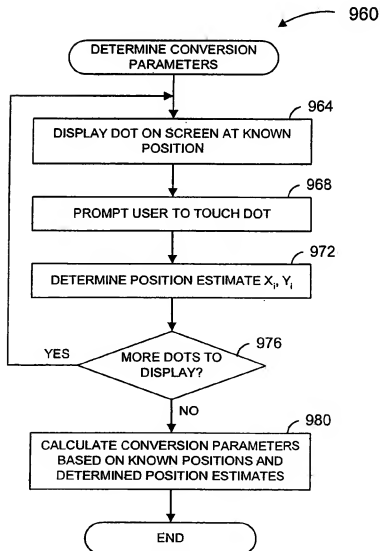 960
DETERMINE CONVERSION
PARAMETERS
964
DISPLAY DOT ON SCREEN AT KNOWN
POSITION
968
PROMPT USER TO TOUCH DOT
972
DETERMINE POSITION ESTIMATE Xi, Yi
976
YES
MORE DOTS TO
DISPLAY?
NO
980
CALCULATE CONVERSION PARAMETERS
BASED ON KNOWN POSITIONS AND
DETERMINED POSITION ESTIMATES
END